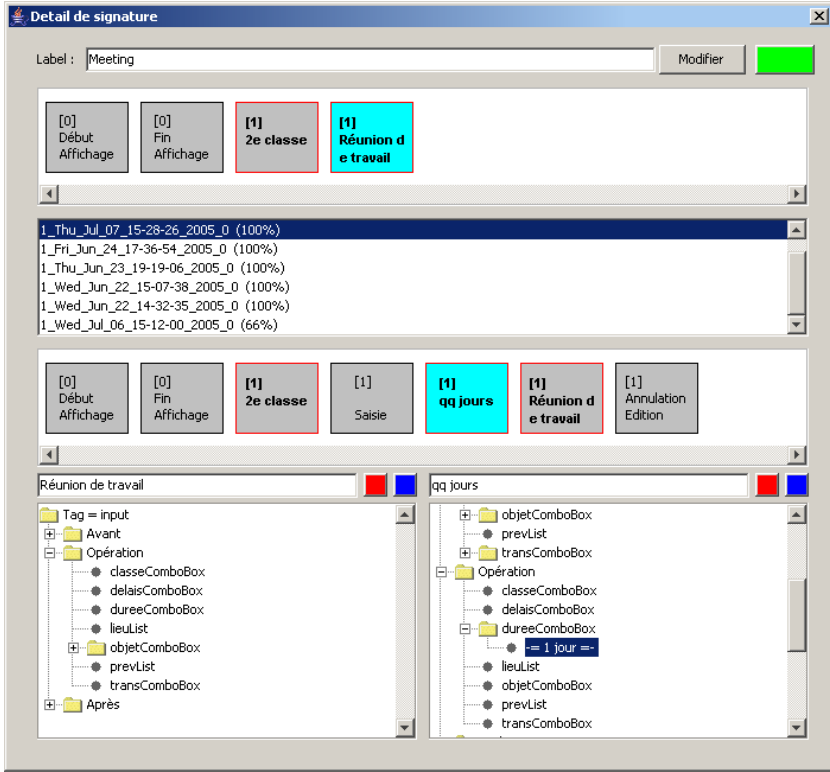 Detail de signature
Label : Meeting Modifier
[0] Début Affichage
[0] Fin Affichage
[1] 2e classe
[1] Réunion d e travail
1_Thu_Jul_07_15-28-26_2005_0 (100%)
1_Fri_Jun_24_17-36-54_2005_0 (100%)
1_Thu_Jun_23_19-19-06_2005_0 (100%)
1_Wed_Jun_22_15-07-38_2005_0 (100%)
1_Wed_Jun_22_14-32-35_2005_0 (100%)
1_Wed_Jul_06_15-12-00_2005_0 (66%)
[0] Début Affichage
[0] Fin Affichage
[1] 2e classe
[1] Saisie
[1] qq jours
[1] Réunion d e travail
[1] Annulation Edition
Réunion de travail
Tag = input
Avant
Opération
classeComboBox
delaisComboBox
dureeComboBox
lieuList
objetComboBox
prevList
transComboBox
Après
qq jours
objetComboBox
prevList
transComboBox
Opération
classeComboBox
delaisComboBox
dureeComboBox
-= 1 jour =-
lieuList
objetComboBox
prevList
transComboBox